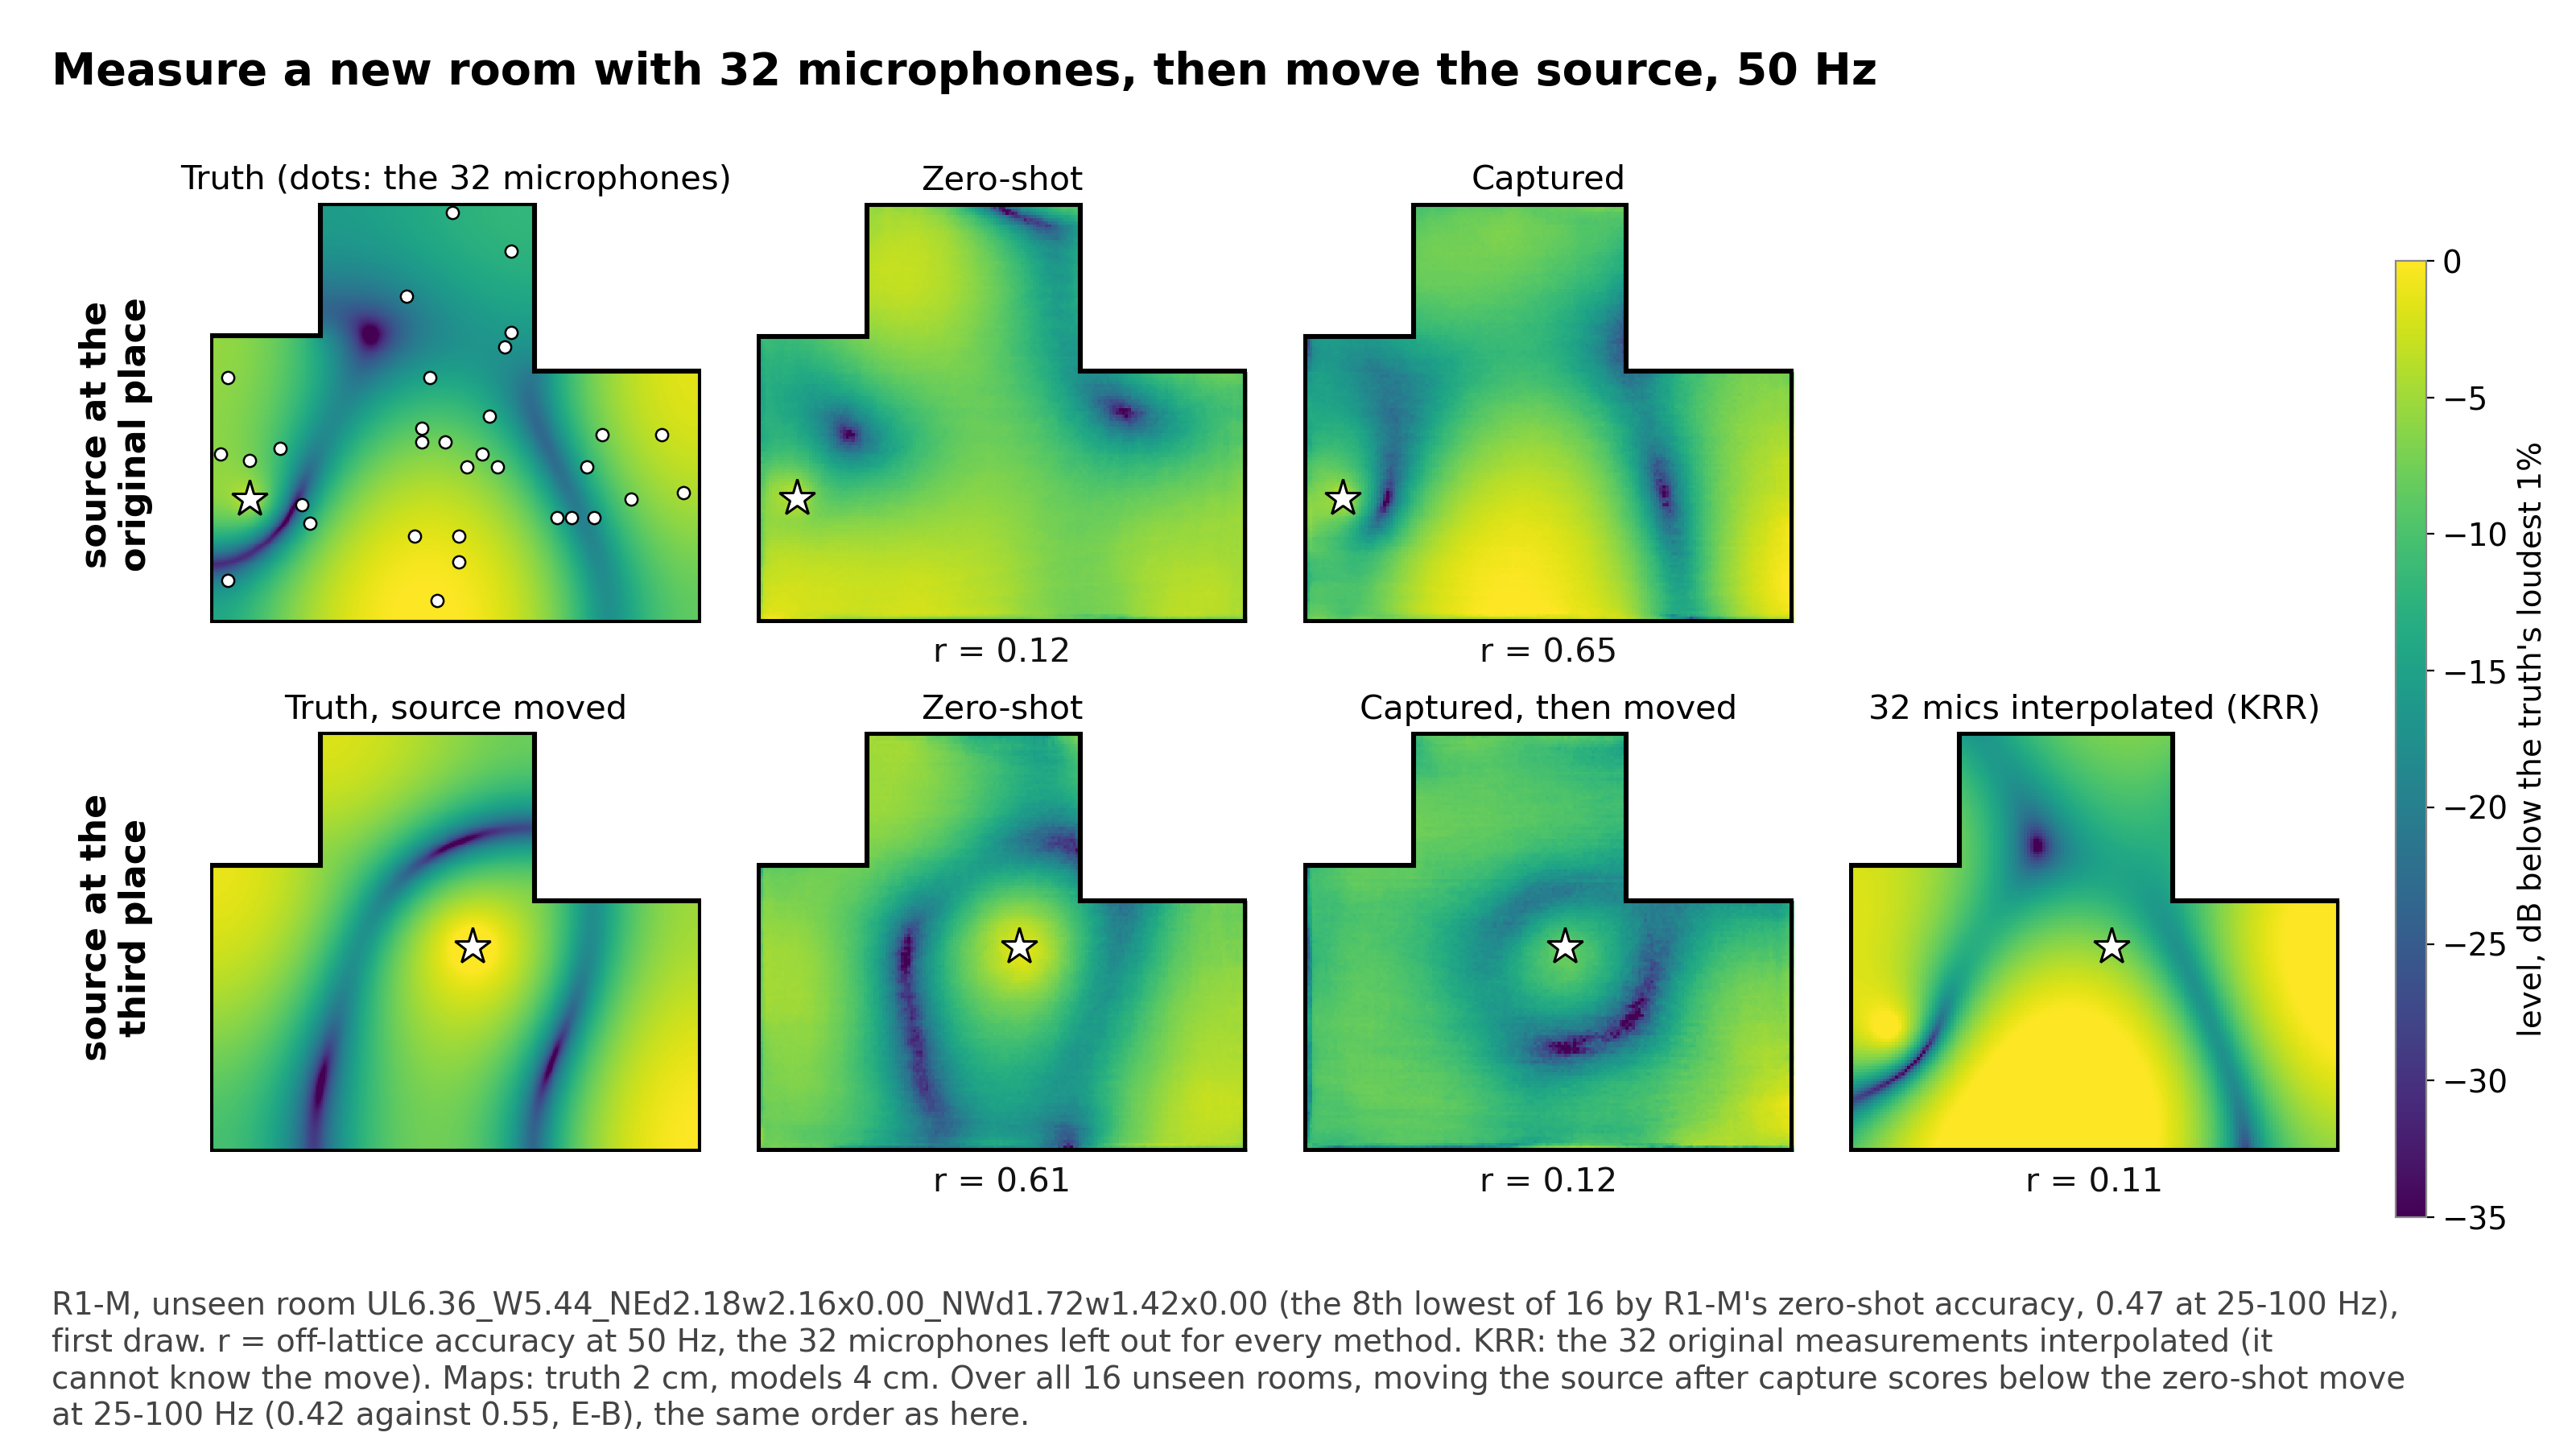 Measure a new room with 32 microphones, then move the source, 50 Hz
Truth (dots: the 32 microphones)
Zero-shot
Captured
source at the
original place
r = 0.12
r = 0.65
Truth, source moved
Zero-shot
Captured, then moved
32 mics interpolated (KRR)
source at the
third place
r = 0.61
r = 0.12
r = 0.11
0
−5
−10
−15
−20
−25
−30
−35
level, dB below the truth's loudest 1%
R1-M, unseen room UL6.36_W5.44_NEd2.18w2.16x0.00_NWd1.72w1.42x0.00 (the 8th lowest of 16 by R1-M's zero-shot accuracy, 0.47 at 25-100 Hz),
first draw. r = off-lattice accuracy at 50 Hz, the 32 microphones left out for every method. KRR: the 32 original measurements interpolated (it
cannot know the move). Maps: truth 2 cm, models 4 cm. Over all 16 unseen rooms, moving the source after capture scores below the zero-shot move
at 25-100 Hz (0.42 against 0.55, E-B), the same order as here.